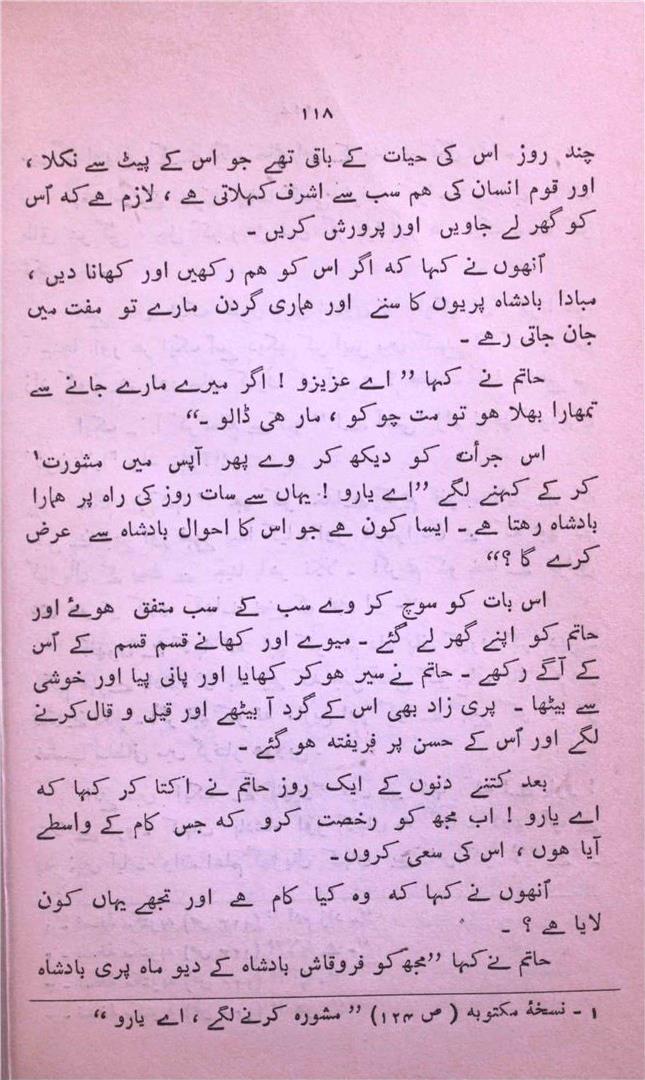 ۱۱۸
چند روز اس کی حیات کے باقی تھے جو اس کے پیٹ سے نکلا ،
اور قوم انسان کی ہم سب سے اشرف کہلاتی ہے ، لازم ہے کہ اُس
کو گھر لے جاویں اور پرورش کریں ۔
اُنھوں نے کہا کہ اگر اس کو ہم رکھیں اور کھانا دیں ،
مبادا بادشاہ پریوں کا سنے اور ہماری گردن مارے تو مفت میں
جان جاتی رہے ۔
حاتم نے کہا ”اے عزیزو ! اگر میرے مارے جانے سے
تمھارا بھلا ہو تو مت چوکو ، مار ہی ڈالو ۔“
اس جرأت کو دیکھ کر وے پھر آپس میں مشورت۱
کر کے کہنے لگے ”اے یارو ! یہاں سے سات روز کی راہ پر ہمارا
بادشاہ رہتا ہے ۔ ایسا کون ہے جو اس کا احوال بادشاہ سے عرض
کرے گا ؟“
اس بات کو سوچ کر وے سب کے سب متفق ہوئے اور
حاتم کو اپنے گھر لے گئے ۔ میوے اور کھانے قسم قسم کے اُس
کے آگے رکھے ۔ حاتم نے سیر ہوکر کھایا اور پانی پیا اور خوشی
سے بیٹھا ۔ پری زاد بھی اس کے گرد آ بیٹھے اور قیل و قال کرنے
لگے اور اُس کے حسن پر فریفتہ ہو گئے ۔
بعد کتنے دنوں کے ایک روز حاتم نے اکتا کر کہا کہ
اے یارو ! اب مجھ کو رخصت کرو کہ جس کام کے واسطے
آیا ہوں ، اس کی سعی کروں ۔
اُنھوں نے کہا کہ وہ کیا کام ہے اور تجھے یہاں کون
لایا ہے ؟ ۔
حاتم نے کہا ”مجھ کو فروقاش بادشاہ کے دیو ماہ پری بادشاہ
۱ ۔ نسخۂ مکتوبہ ( ص ۱۲۴ ) ”مشورہ کرنے لگے ، اے یارو “